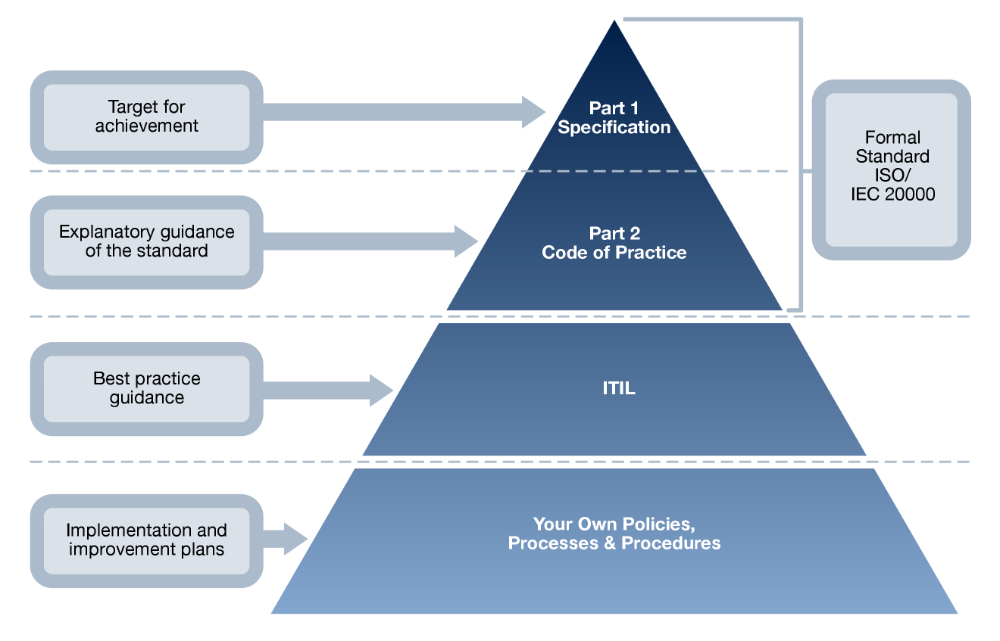 Target for
achievement
Part 1
Specification
Formal
Standard
ISO/
IEC 20000
Explanatory guidance
of the standard
Part 2
Code of Practice
Best practice
guidance
ITIL
Implementation and
improvement plans
Your Own Policies,
Processes & Procedures